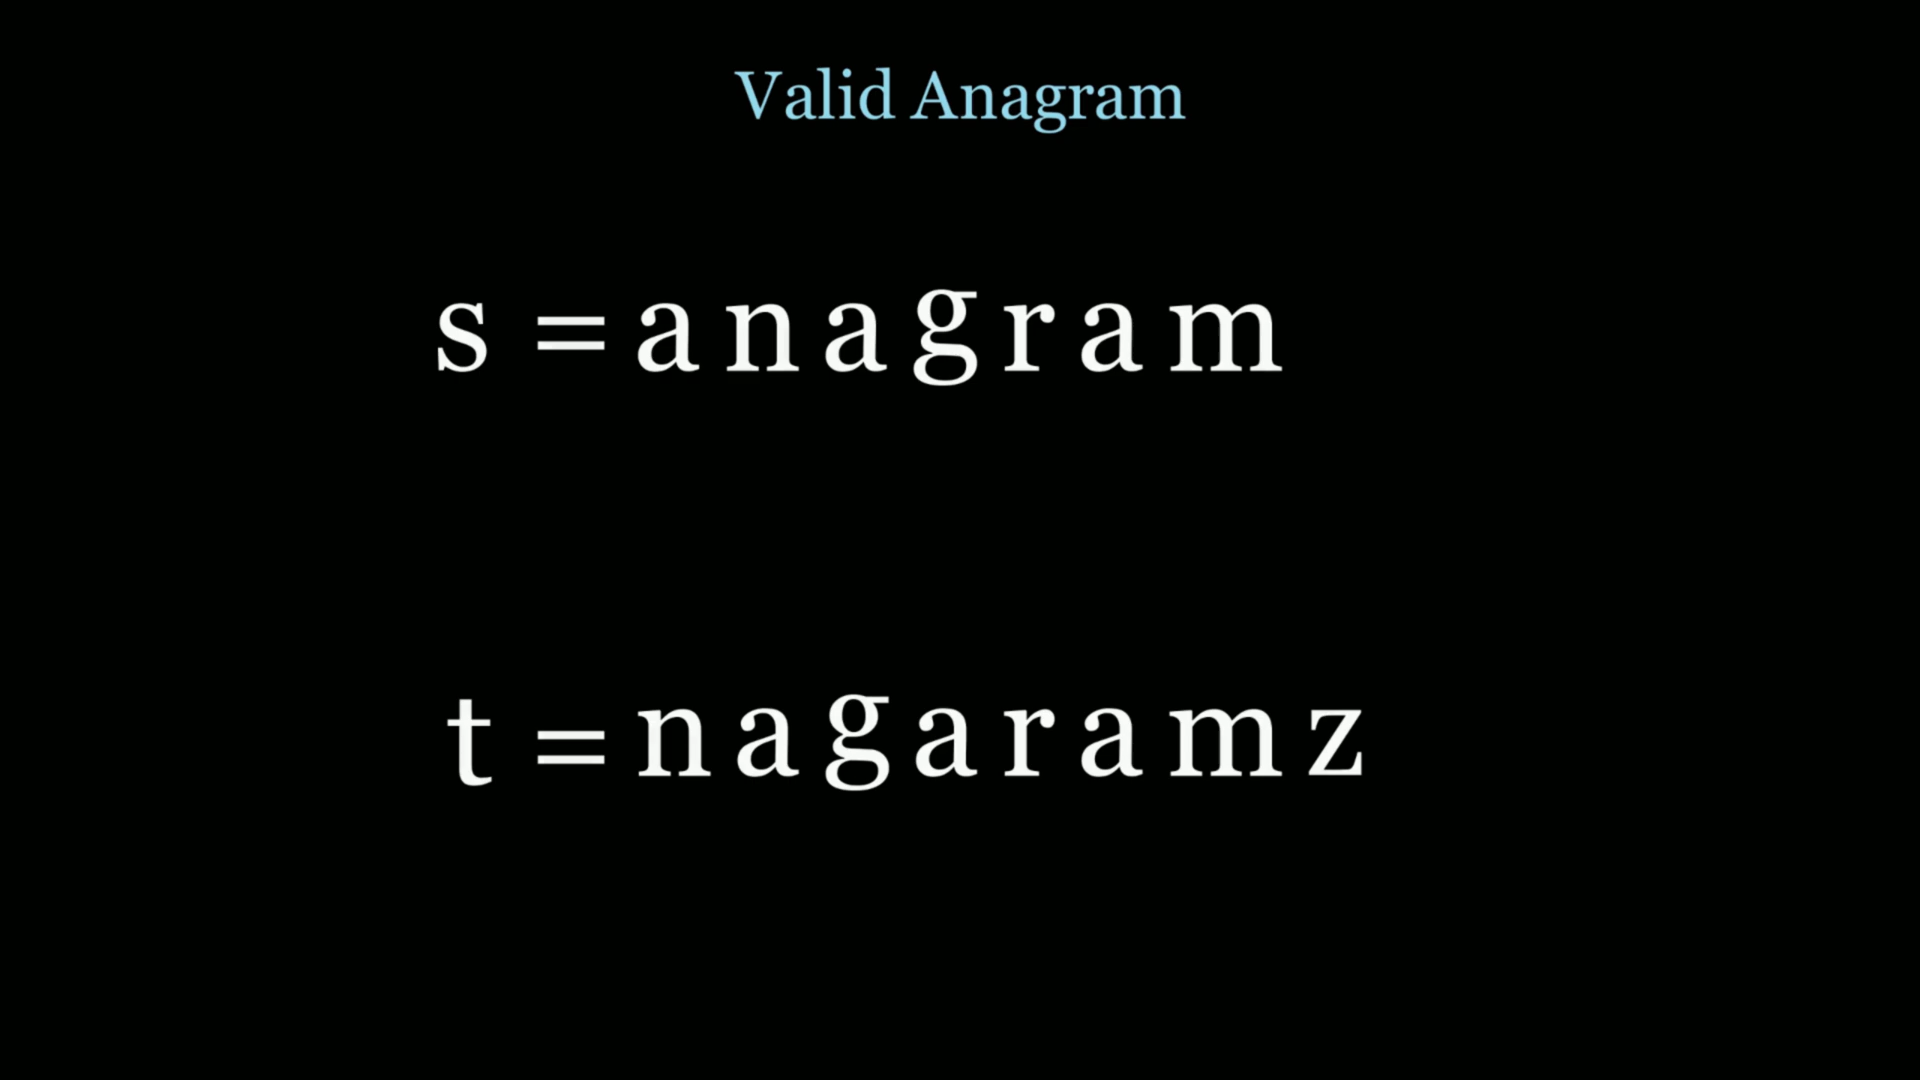 Valid Anagram
s = a n a g r a m
t = n a g a r a m z